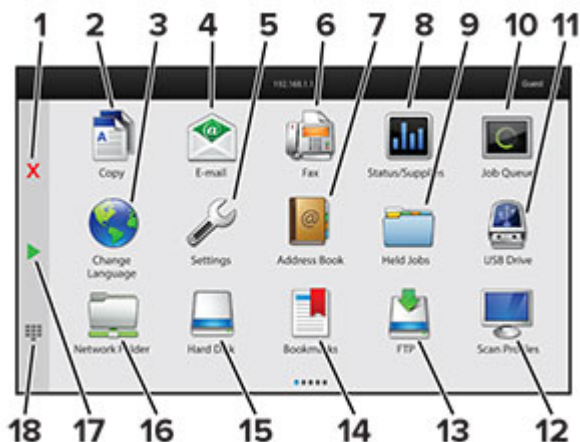 1 2 3 4 5 6 7 8 9 10 11
192.168.1.1
Guest
X
Copy E-mail Fax Status/Supplies Job Queue
Change Language Settings Address Book Held Jobs USB Drive
Network Folder Hard Disk Bookmarks FTP Scan Profiles
18 17 16 15 14 13 12